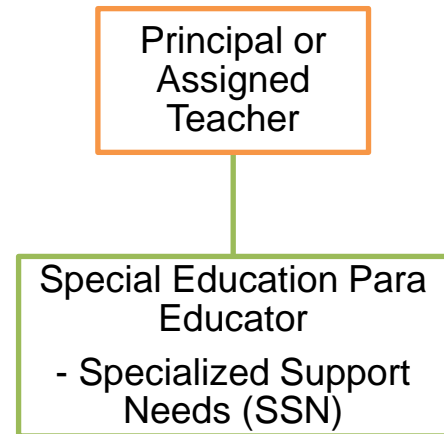 Principal or
Assigned
Teacher
Special Education Para
Educator
- Specialized Support
Needs (SSN)